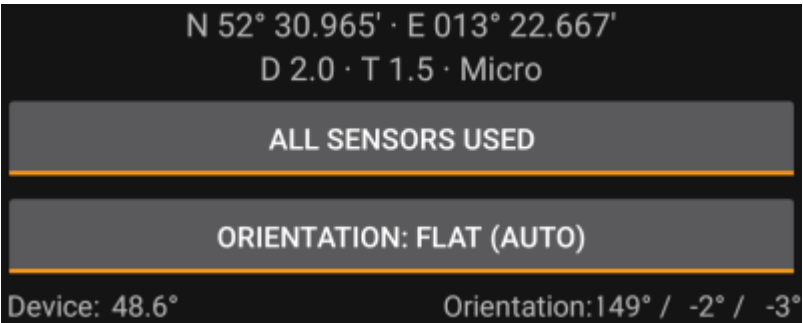 N 52° 30.965' · E 013° 22.667'
D 2.0 · T 1.5 · Micro
ALL SENSORS USED
ORIENTATION: FLAT (AUTO)
Device: 48.6° Orientation:149° / -2° / -3°